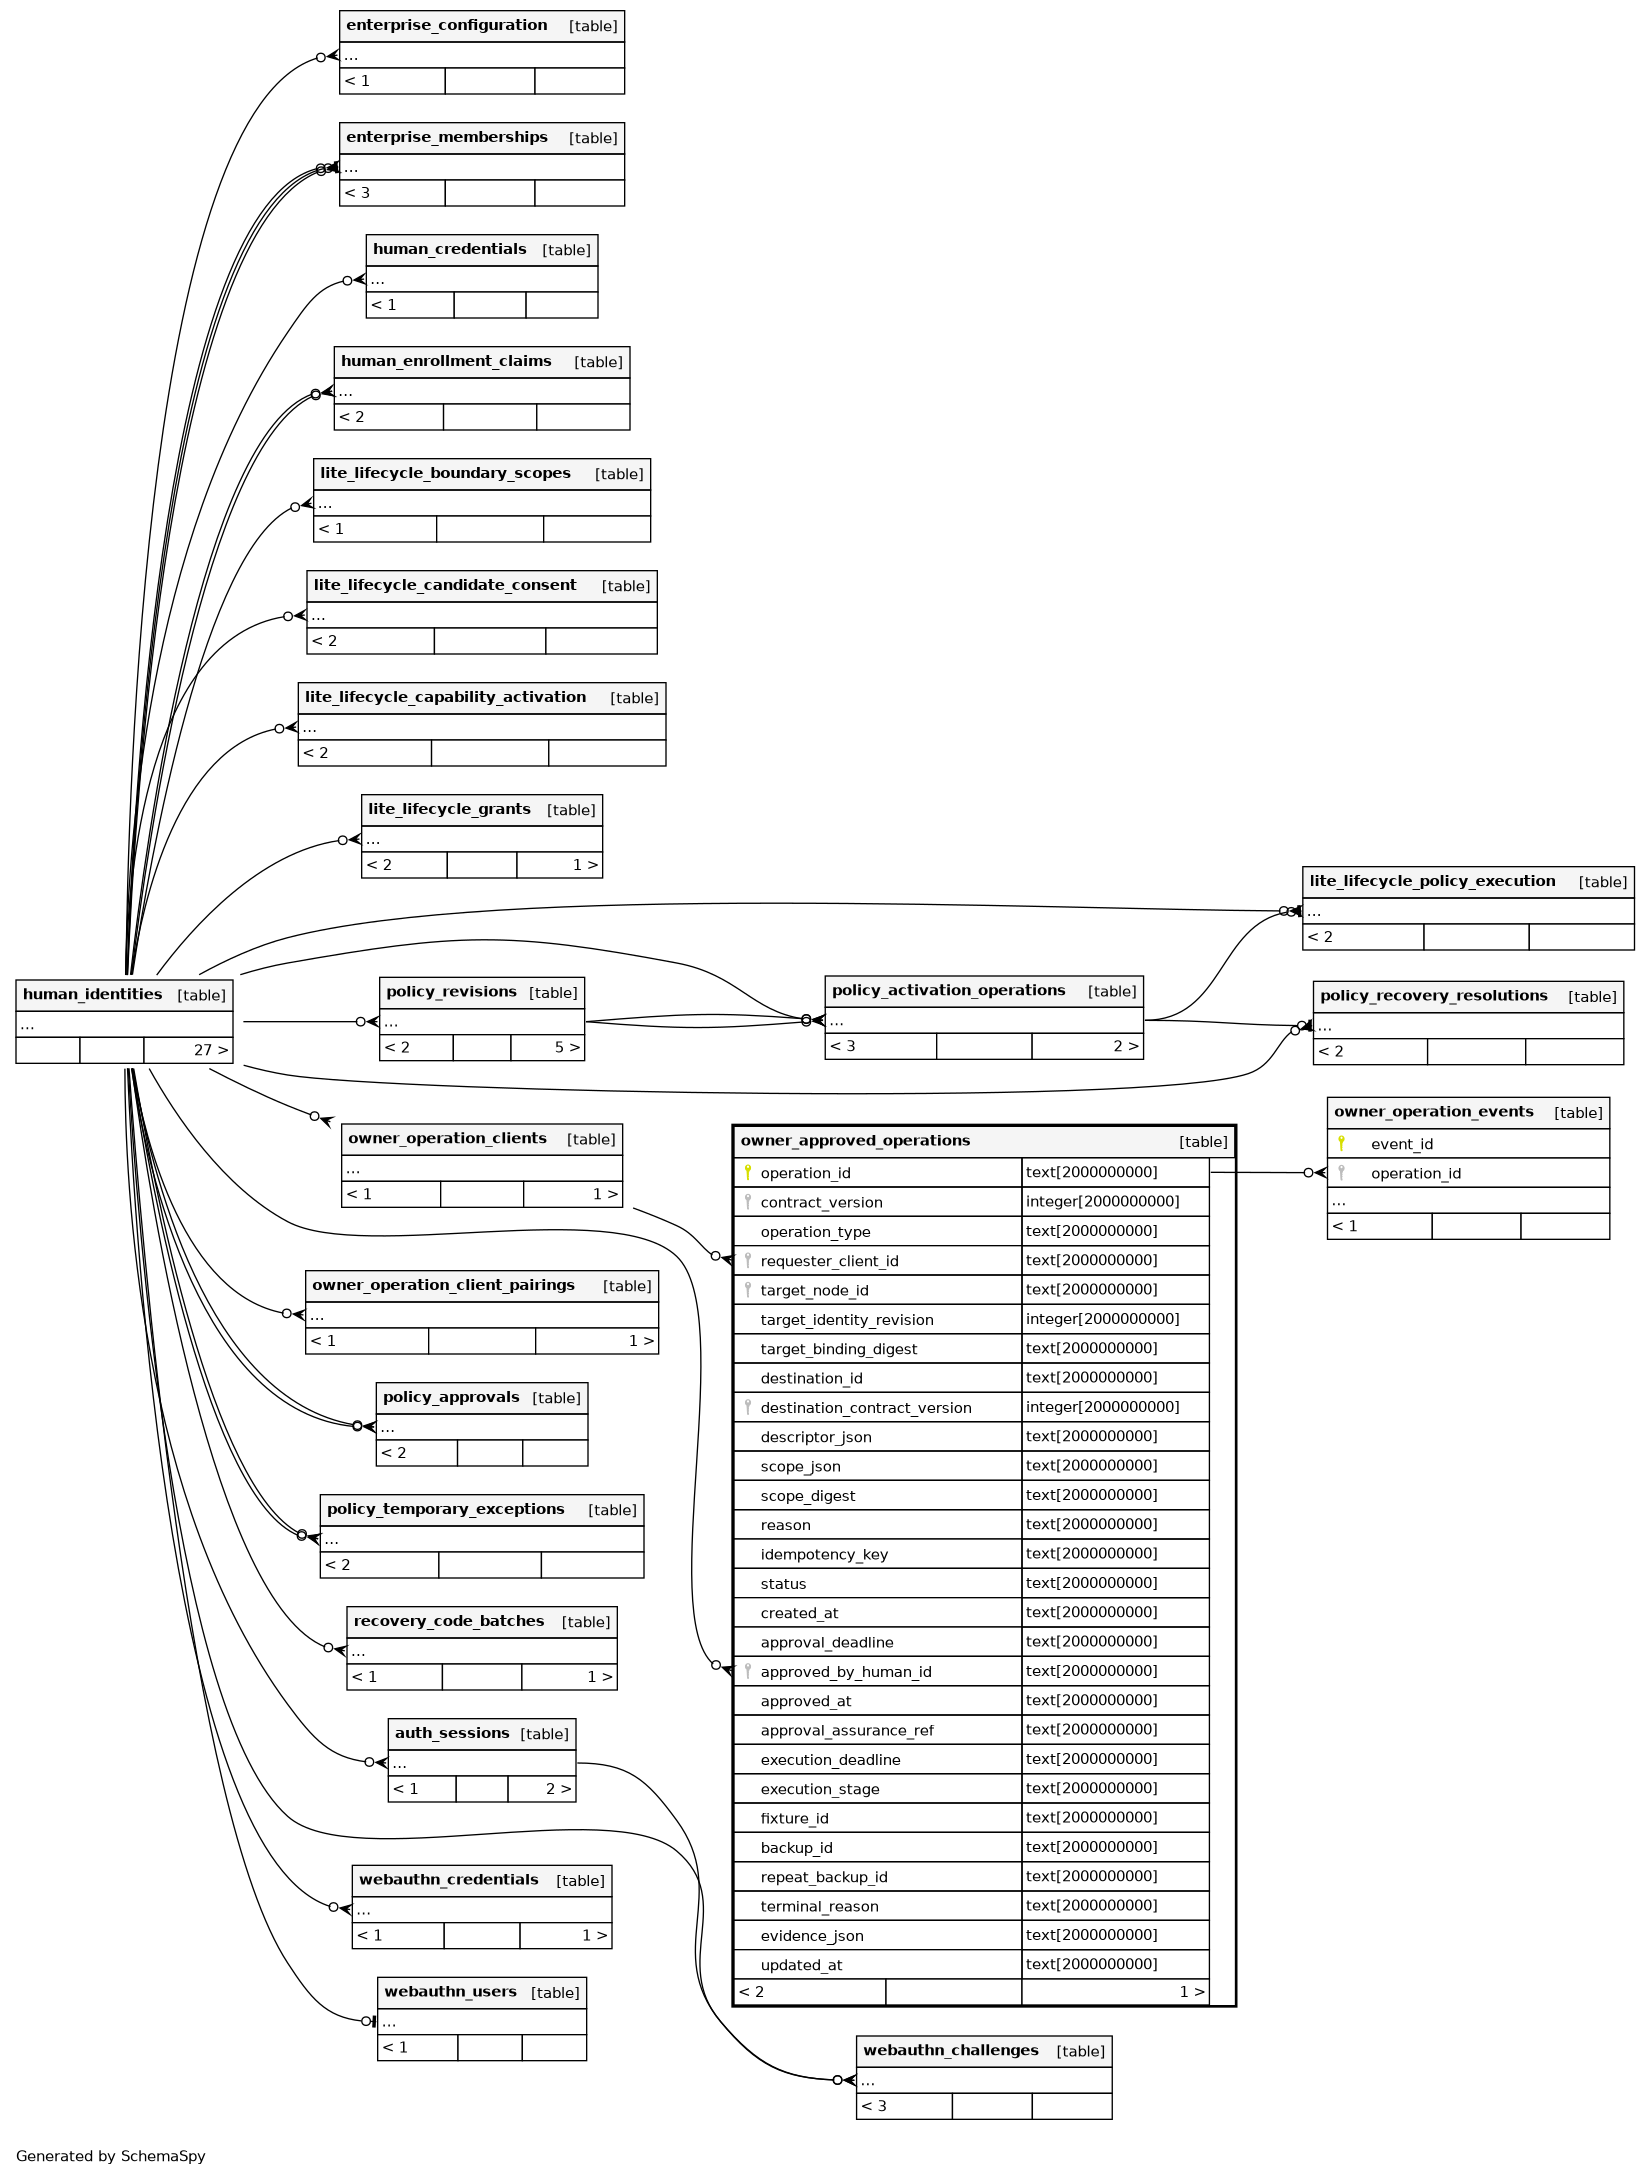 enterprise_configuration [table]
...
< 1
enterprise_memberships [table]
...
< 3
human_credentials [table]
...
< 1
human_enrollment_claims [table]
...
< 2
lite_lifecycle_boundary_scopes [table]
...
< 1
lite_lifecycle_candidate_consent [table]
...
< 2
lite_lifecycle_capability_activation [table]
...
< 2
lite_lifecycle_grants [table]
...
< 2 1 >
lite_lifecycle_policy_execution [table]
...
< 2
human_identities [table]
...
27 >
policy_revisions [table]
...
< 2 5 >
policy_activation_operations [table]
...
< 3 2 >
policy_recovery_resolutions [table]
...
< 2
owner_operation_clients [table]
...
< 1 1 >
owner_operation_events [table]
event_id
operation_id
...
< 1
owner_approved_operations [table]
operation_id text[2000000000]
contract_version integer[2000000000]
operation_type text[2000000000]
requester_client_id text[2000000000]
target_node_id text[2000000000]
target_identity_revision integer[2000000000]
target_binding_digest text[2000000000]
destination_id text[2000000000]
destination_contract_version integer[2000000000]
descriptor_json text[2000000000]
scope_json text[2000000000]
scope_digest text[2000000000]
reason text[2000000000]
idempotency_key text[2000000000]
status text[2000000000]
created_at text[2000000000]
approval_deadline text[2000000000]
approved_by_human_id text[2000000000]
approved_at text[2000000000]
approval_assurance_ref text[2000000000]
execution_deadline text[2000000000]
execution_stage text[2000000000]
fixture_id text[2000000000]
backup_id text[2000000000]
repeat_backup_id text[2000000000]
terminal_reason text[2000000000]
evidence_json text[2000000000]
updated_at text[2000000000]
< 2 1 >
owner_operation_client_pairings [table]
...
< 1 1 >
policy_approvals [table]
...
< 2
policy_temporary_exceptions [table]
...
< 2
recovery_code_batches [table]
...
< 1 1 >
auth_sessions [table]
...
< 1 2 >
webauthn_credentials [table]
...
< 1 1 >
webauthn_users [table]
...
< 1
webauthn_challenges [table]
...
< 3
Generated by SchemaSpy